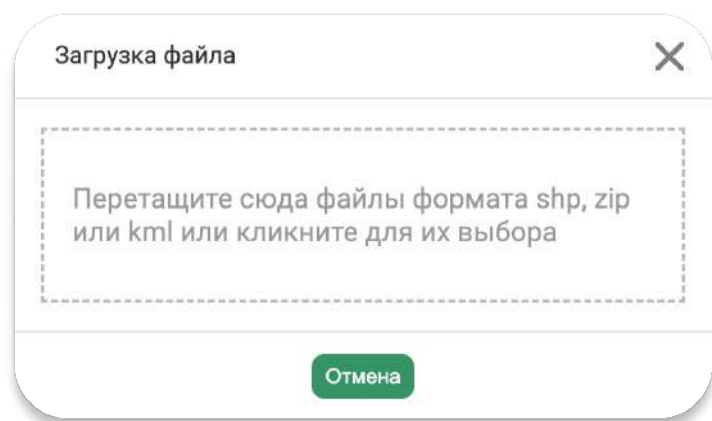 Загрузка файла
Перетащите сюда файлы формата shp, zip
или kml или кликните для их выбора
Отмена